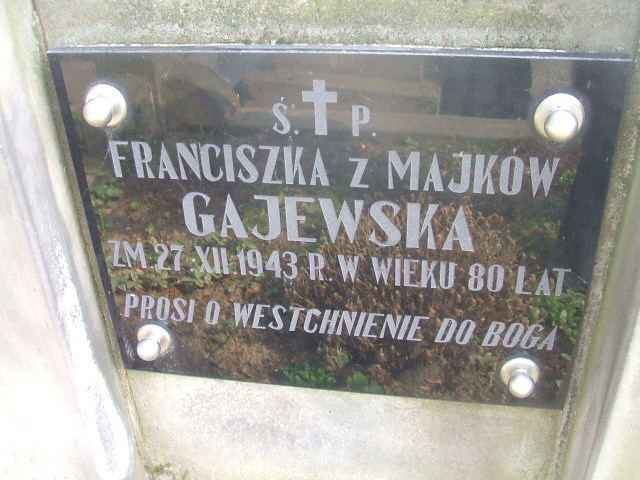 Ś. P.
FRANCISZKA Z MAJKÓW
GAJEWSKA
ZM. 27. XII 1943 R. W WIEKU 80 LAT
PROSI O WESTCHNIENIE DO BOGA